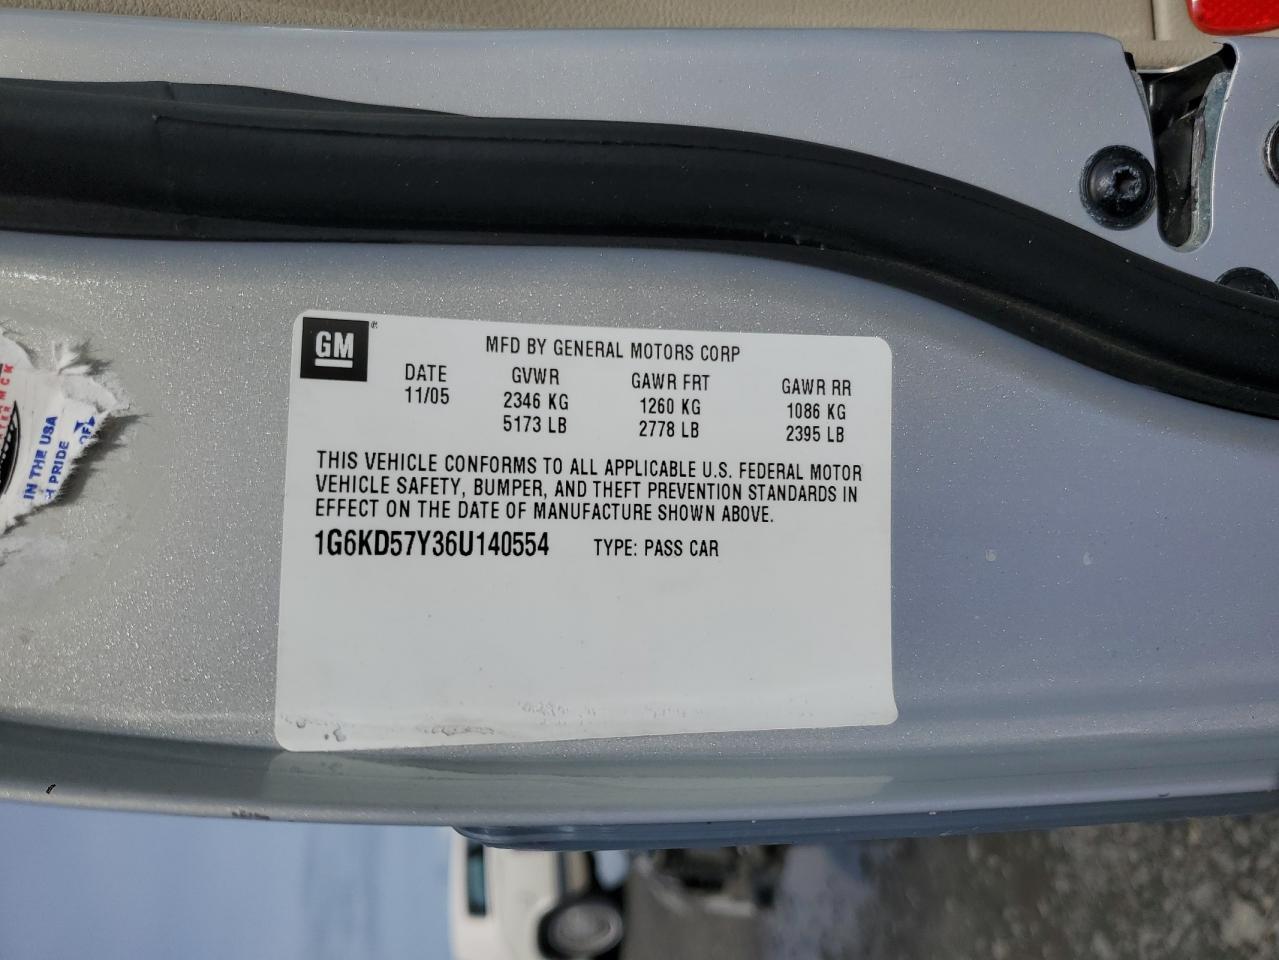 GM
MFD BY GENERAL MOTORS CORP
DATE GVWR GAWR FRT GAWR RR
11/05 2346 KG 1260 KG 1086 KG
5173 LB 2778 LB 2395 LB
THIS VEHICLE CONFORMS TO ALL APPLICABLE U.S. FEDERAL MOTOR
VEHICLE SAFETY, BUMPER, AND THEFT PREVENTION STANDARDS IN
EFFECT ON THE DATE OF MANUFACTURE SHOWN ABOVE.
1G6KD57Y36U140554 TYPE: PASS CAR
IN THE USA
PRIDE OF